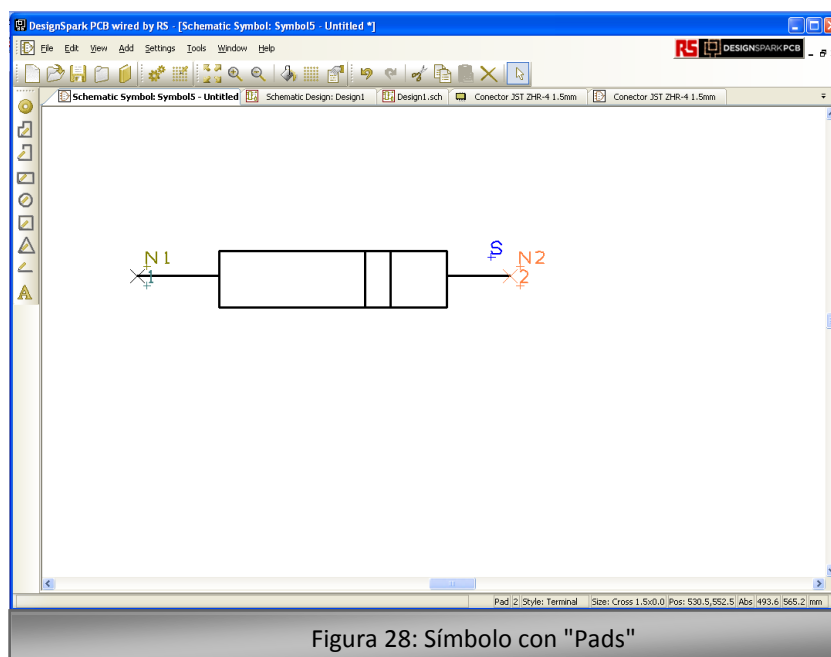 DesignSpark PCB wired by RS - [Schematic Symbol: Symbol5 - Untitled *]
File Edit View Add Settings Tools Window Help
RS DESIGNSPARK PCB
Schematic Symbol: Symbol5 - Untitled Schematic Design: Design1 Design1.sch Conector JST ZHR-4 1.5mm Conector JST ZHR-4 1.5mm
S
N1 N2
1 2
A
Pad 2 Style: Terminal Size: Cross 1.5x0.0 Pos: 530.5,552.5 Abs 493.6 565.2 mm
Figura 28: Símbolo con "Pads"